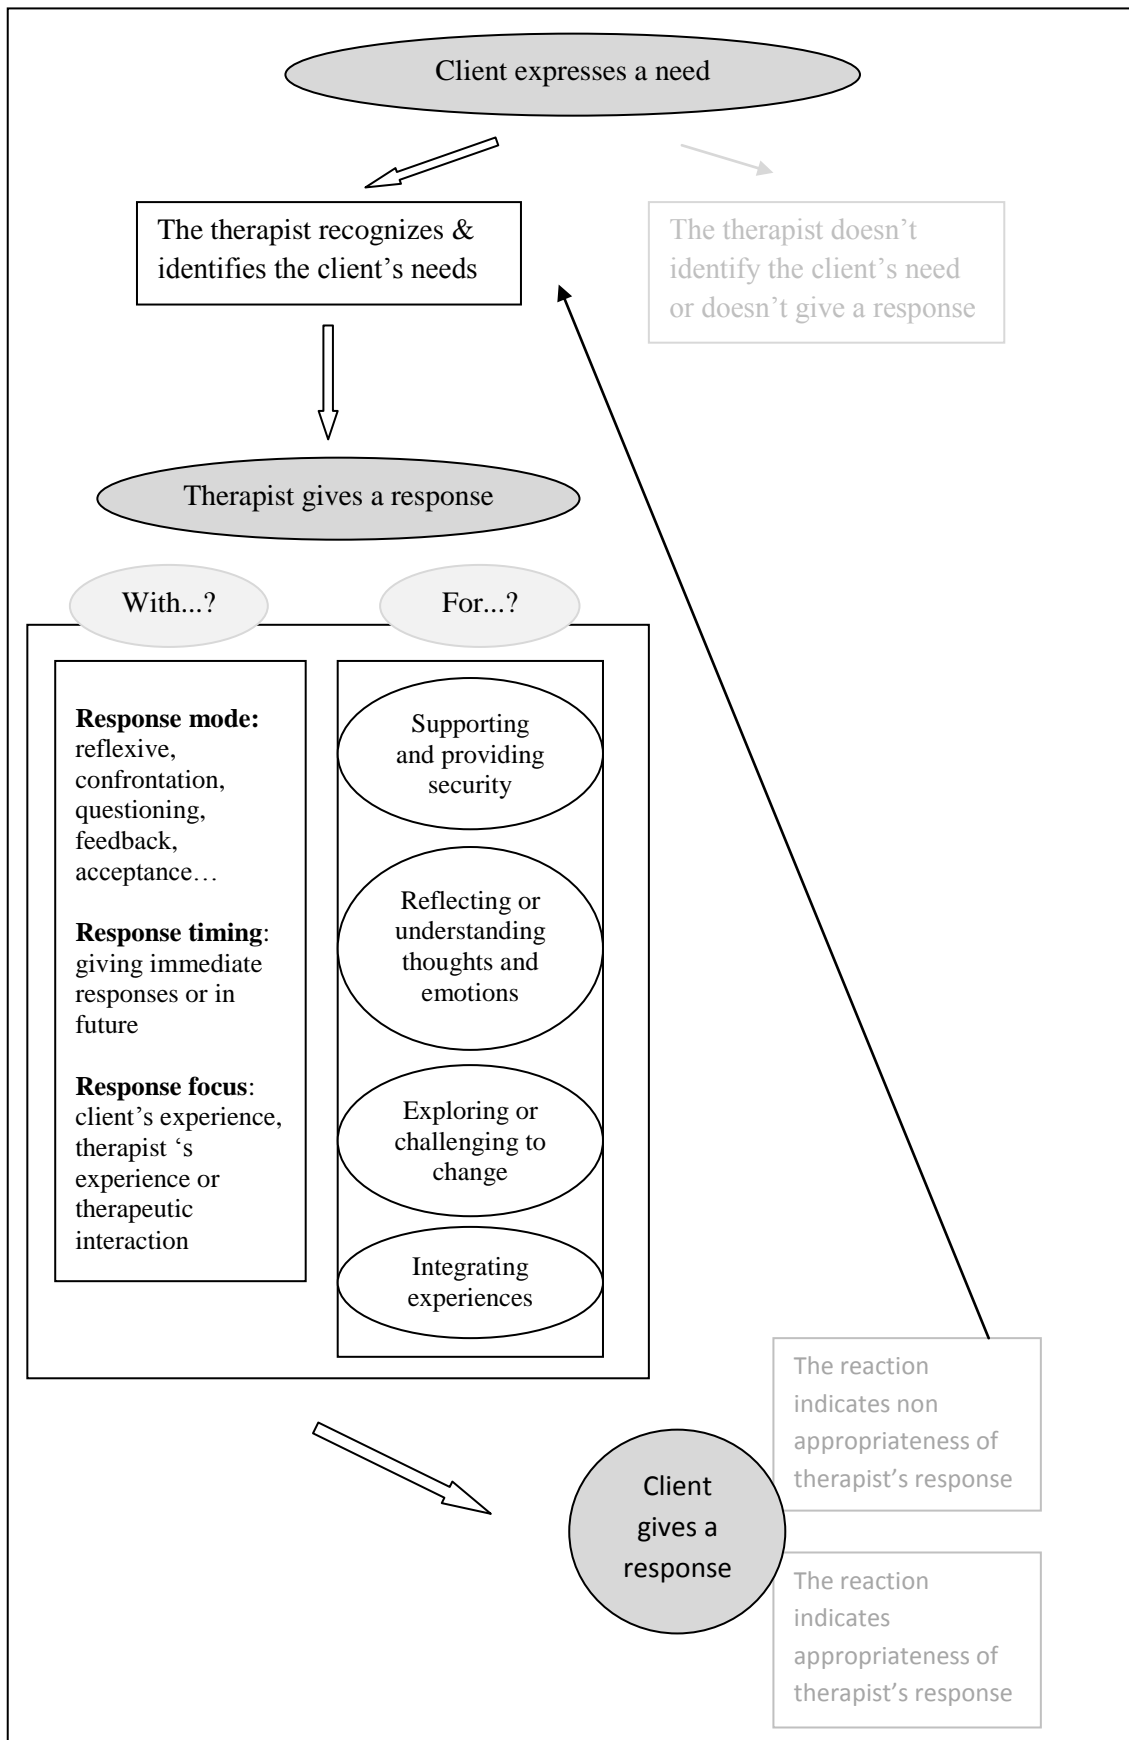 Client expresses a need
The therapist recognizes &
identifies the client’s needs
The therapist doesn’t
identify the client’s need
or doesn’t give a response
Therapist gives a response
With...?
For...?
Response mode:
reflexive,
confrontation,
questioning,
feedback,
acceptance…
Response timing:
giving immediate
responses or in
future
Response focus:
client’s experience,
therapist ‘s
experience or
therapeutic
interaction
Supporting
and providing
security
Reflecting or
understanding
thoughts and
emotions
Exploring or
challenging to
change
Integrating
experiences
The reaction
indicates non
appropriateness of
therapist’s response
Client
gives a
response
The reaction
indicates
appropriateness of
therapist’s response